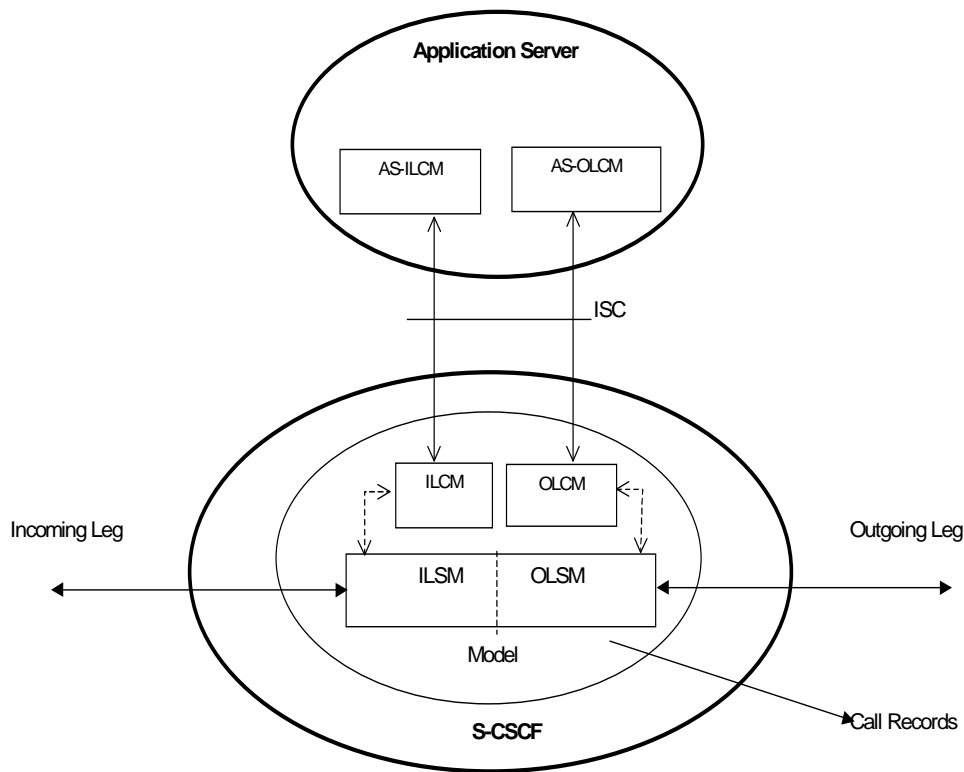 Application Server
AS-ILCM
AS-OLCM
ISC
ILCM
OLCM
Incoming Leg
Outgoing Leg
ILSM
OLSM
Model
Call Records
S-CSCF